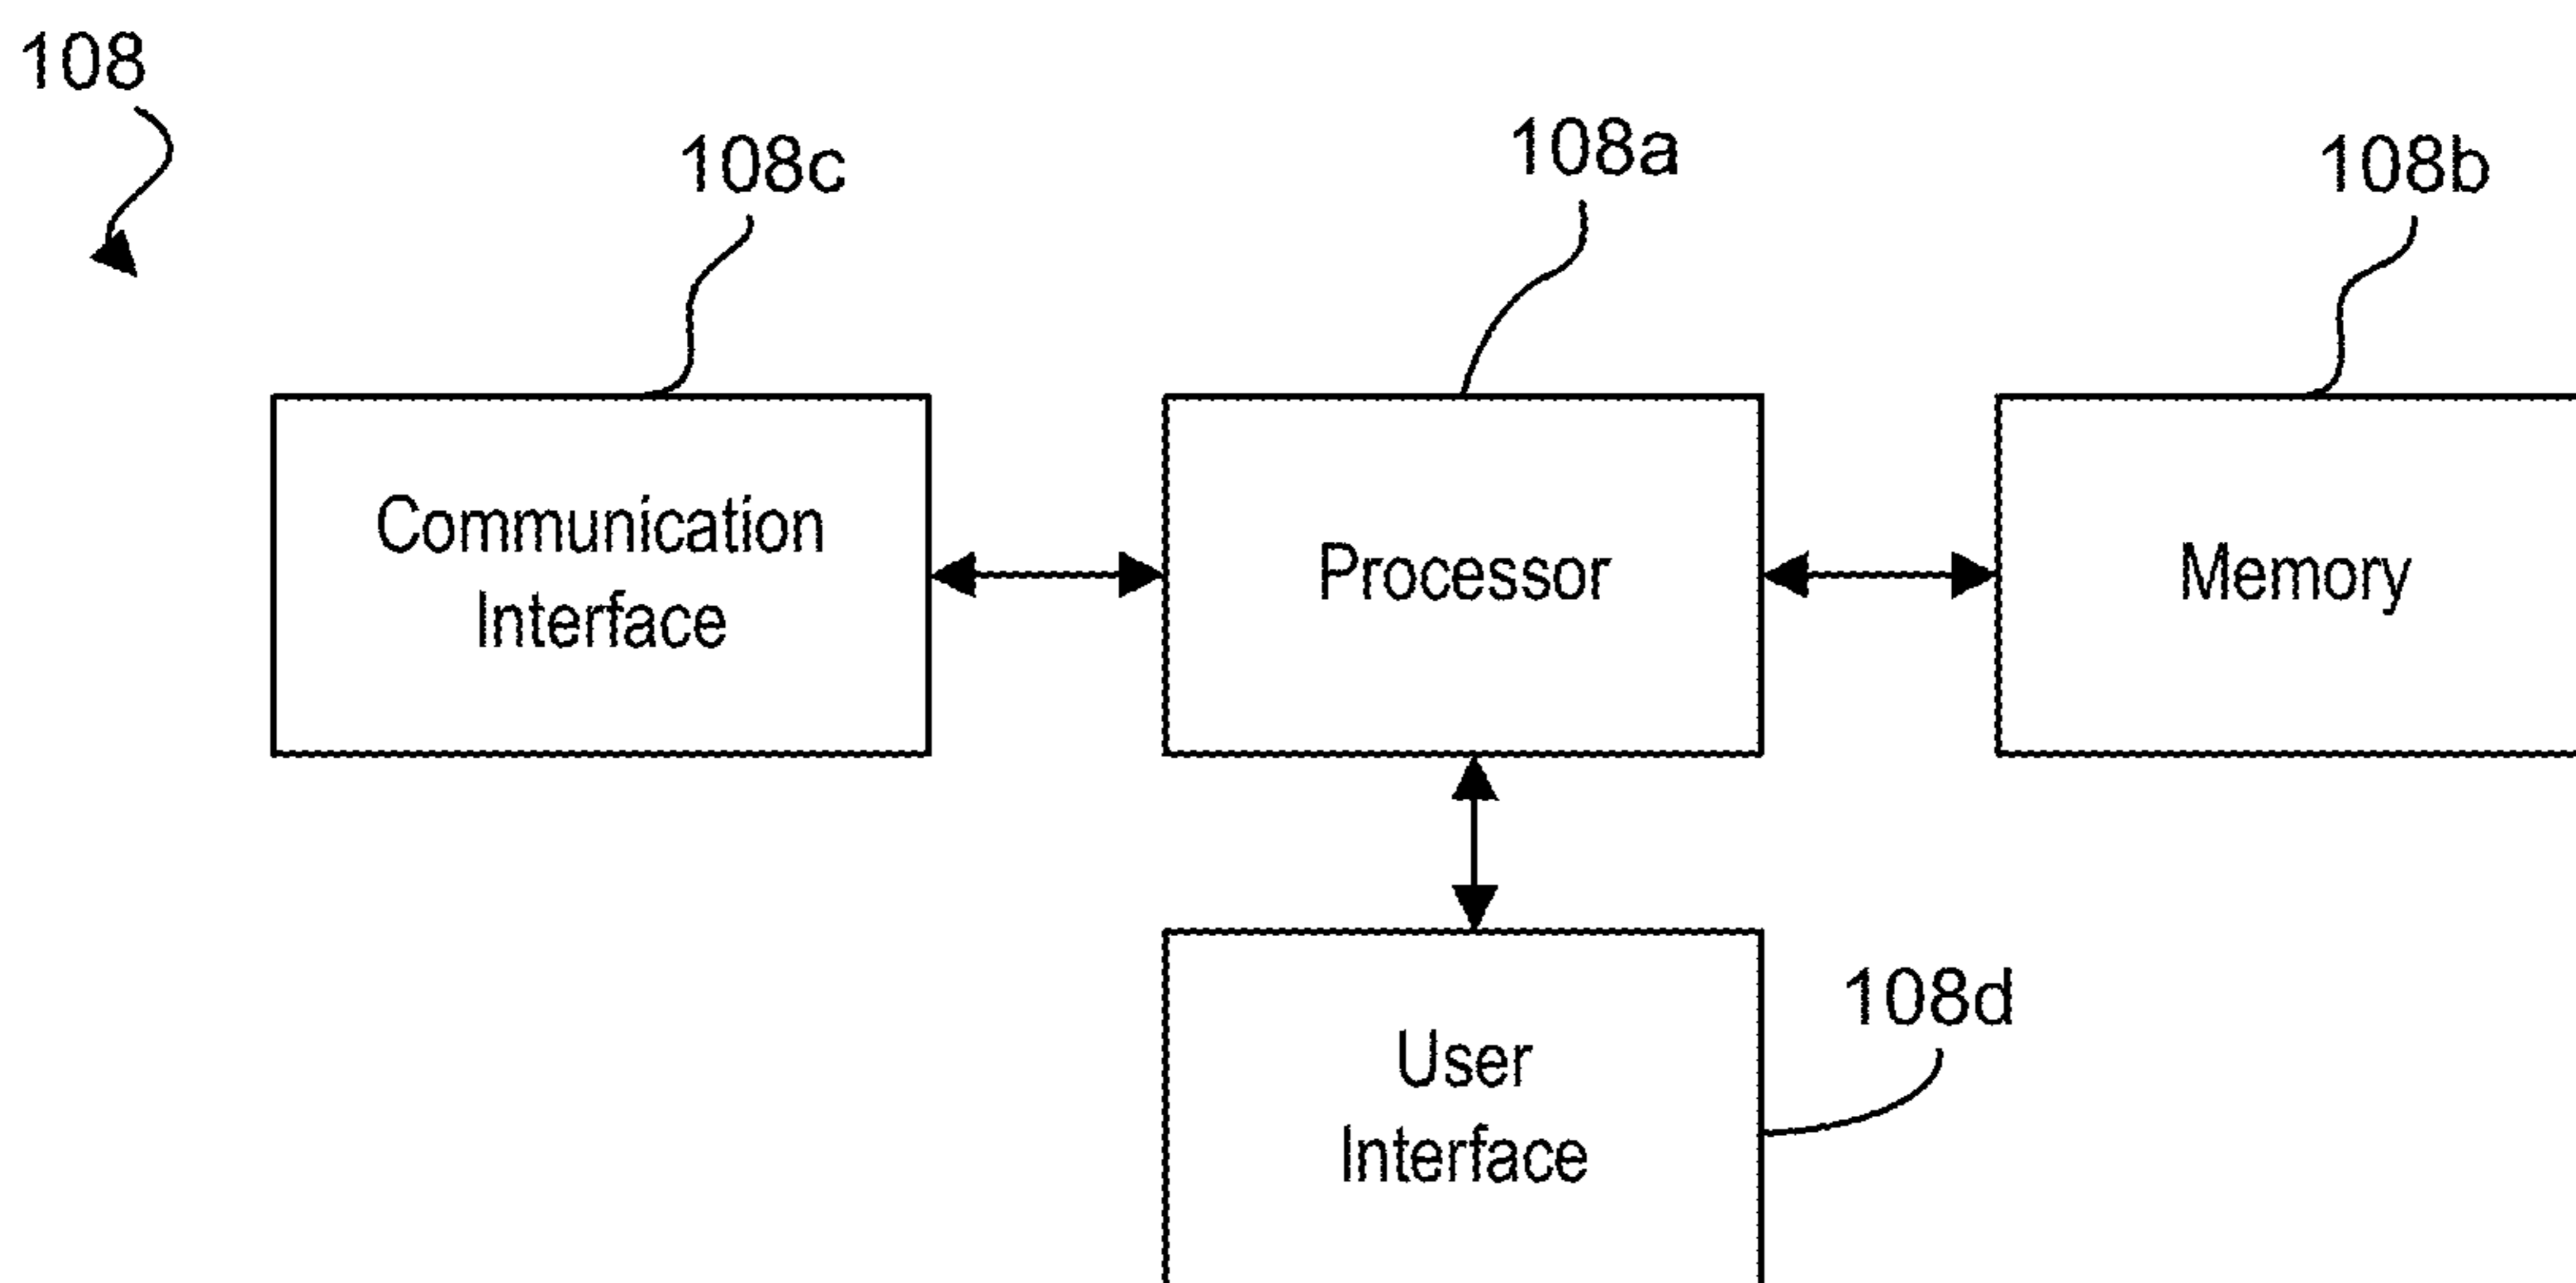 108
108c
108a
108b
Communication
Interface
Processor
Memory
108d
User
Interface